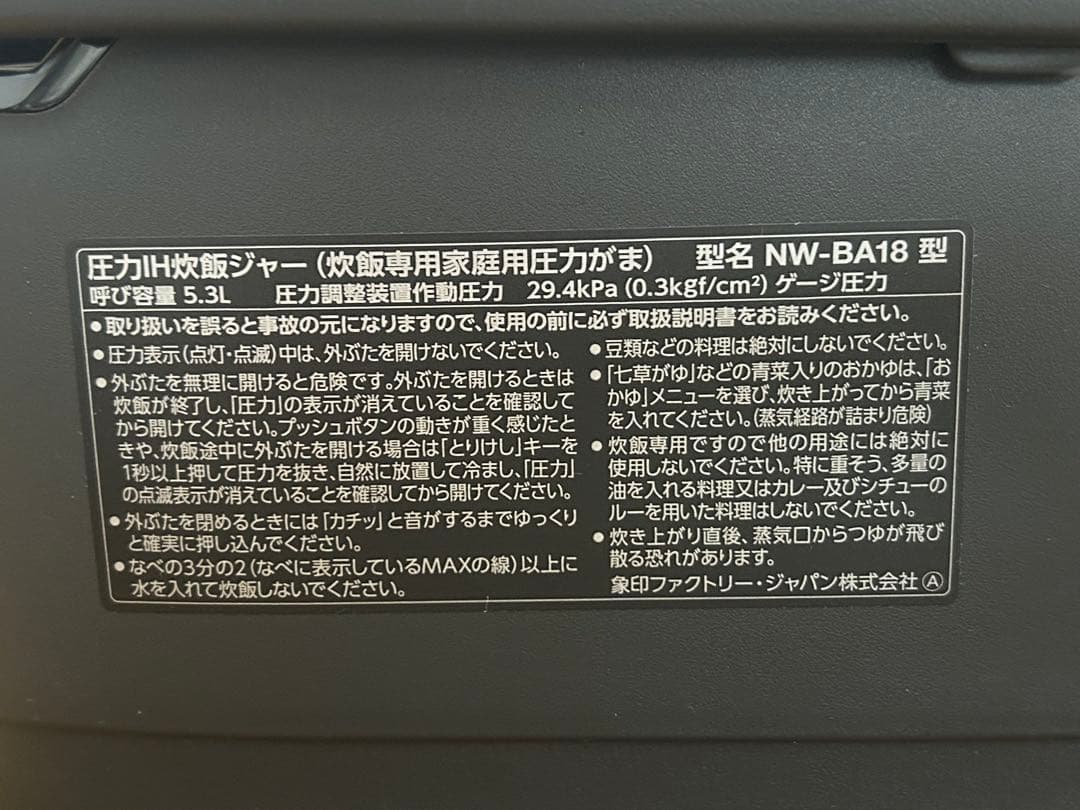 圧力IH炊飯ジャー(炊飯専用家庭用圧力がま) 型名 NW-BA18 型
呼び容量 5.3L 圧力調整装置作動圧力 29.4kPa (0.3kgf/cm²) ゲージ圧力
●取り扱いを誤ると事故の元になりますので、使用の前に必ず取扱説明書をお読みください。
●圧力表示(点灯・点滅)中は、外ぶたを開けないでください。
●外ぶたを無理に開けると危険です。外ぶたを開けるときは
炊飯が終了し、「圧力」の表示が消えていることを確認して
から開けてください。プッシュボタンの動きが重く感じたと
きや、炊飯途中に外ぶたを開ける場合は「とりけし」キーを
1秒以上押して圧力を抜き、自然に放置して冷まし、「圧力」
の点滅表示が消えていることを確認してから開けてください。
●外ぶたを閉めるときには「カチッ」と音がするまでゆっくり
と確実に押し込んでください。
●なべの3分の2(なべに表示しているMAXの線)以上に
水を入れて炊飯しないでください。
●豆類などの料理は絶対にしないでください。
●「七草がゆ」などの青菜入りのおかゆは、「お
かゆ」メニューを選び、炊き上がってから青菜
を入れてください。(蒸気経路が詰まり危険)
●炊飯専用ですので他の用途には絶対に
使用しないでください。特に重そう、多量の
油を入れる料理又はカレー及びシチューの
ルーを用いた料理はしないでください。
●炊き上がり直後、蒸気口からつゆが飛び
散る恐れがあります。
象印ファクトリー・ジャパン株式会社 Ⓐ